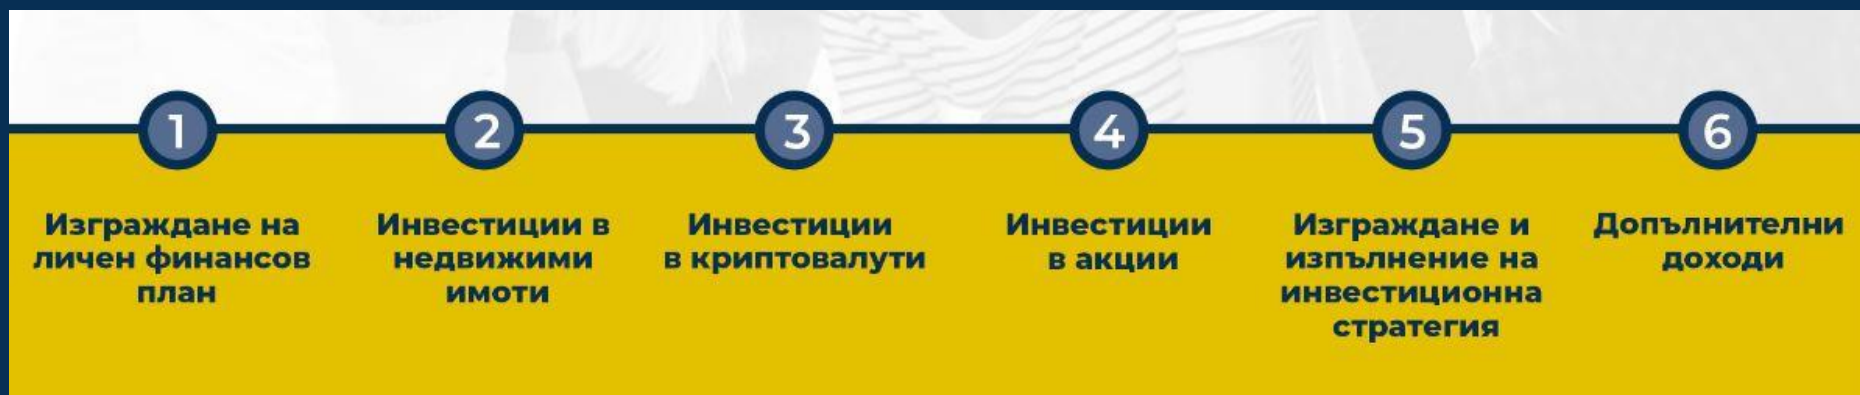 1
Изграждане на
личен финансов
план
2
Инвестиции в
недвижими
имоти
3
Инвестиции
в криптовалути
4
Инвестиции
в акции
5
Изграждане и
изпълнение на
инвестиционна
стратегия
6
Допълнителни
доходи